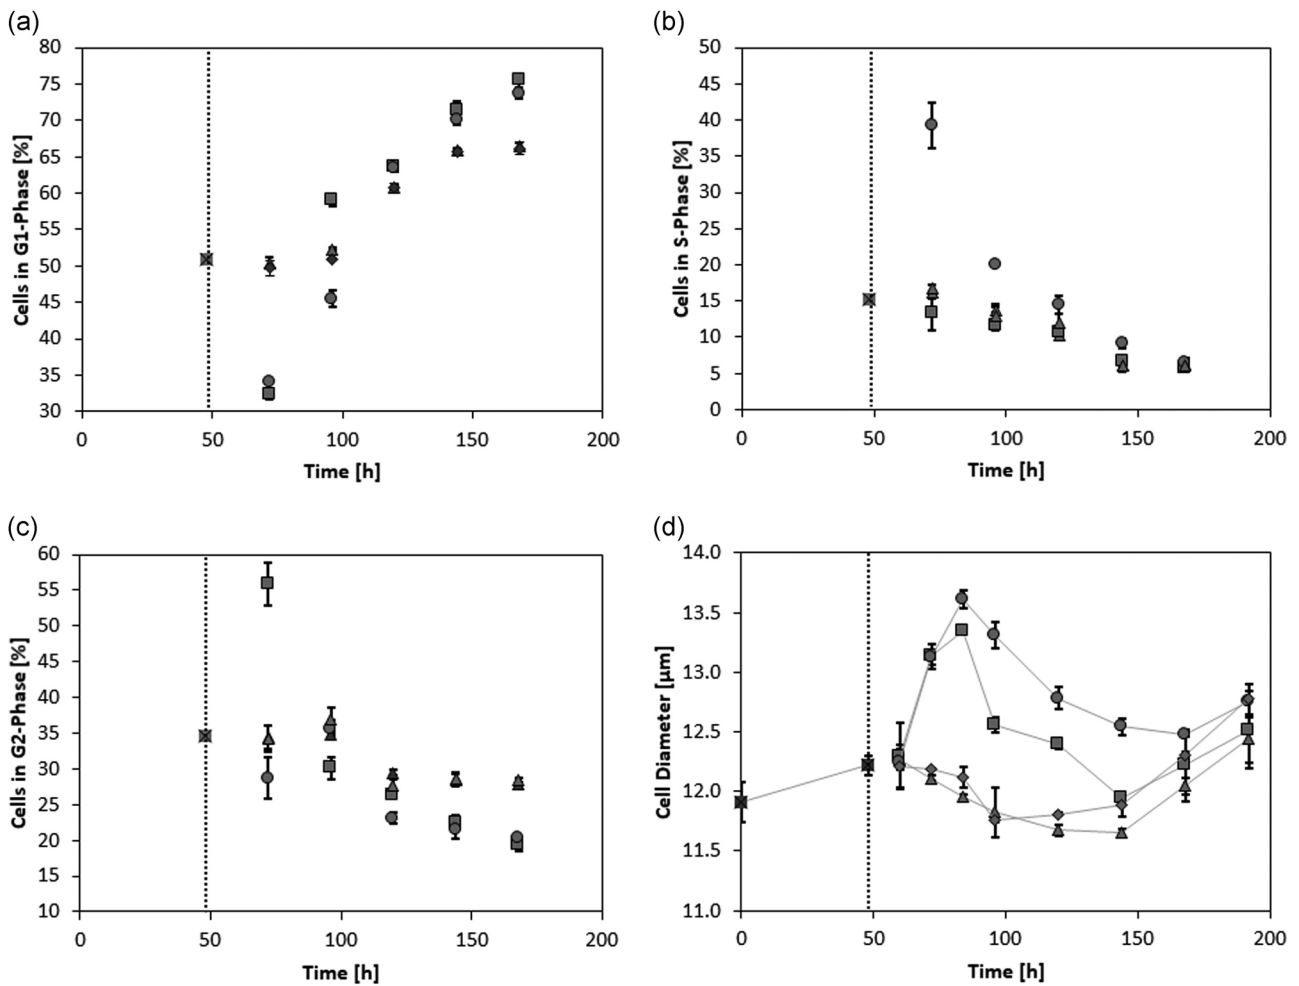 (a)
80
75
70
65
60
55
50
45
40
35
30
Cells in G1-Phase [%]
0 50 100 150 200
Time [h]
(b)
50
45
40
35
30
25
20
15
10
5
0
Cells in S-Phase [%]
0 50 100 150 200
Time [h]
(c)
60
55
50
45
40
35
30
25
20
15
10
Cells in G2-Phase [%]
0 50 100 150 200
Time [h]
(d)
14.0
13.5
13.0
12.5
12.0
11.5
11.0
Cell Diameter [µm]
0 50 100 150 200
Time [h]